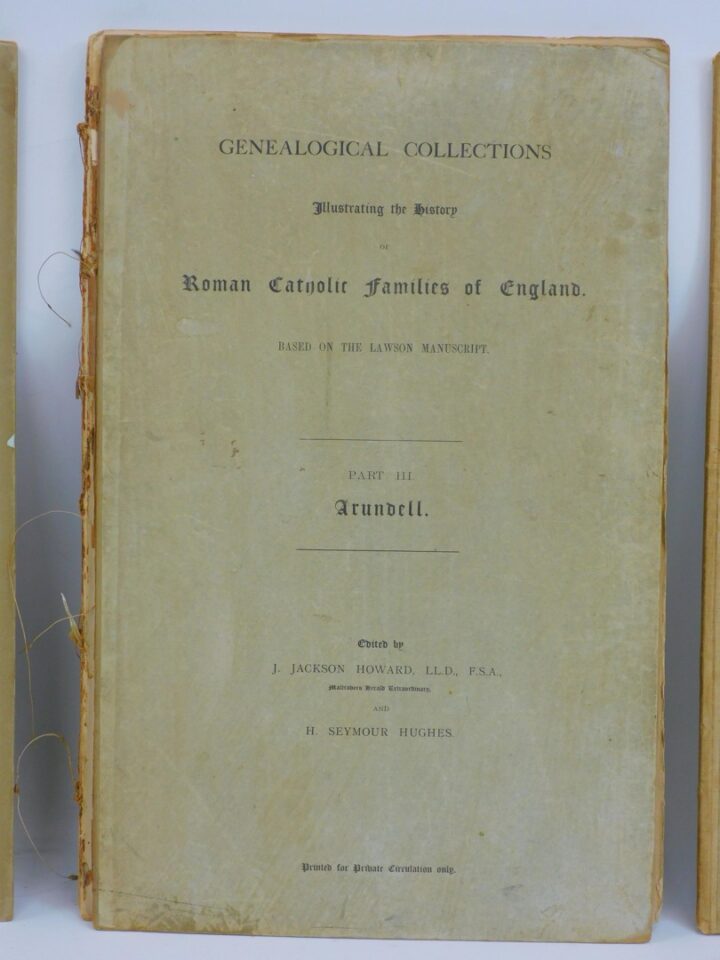 GENEALOGICAL COLLECTIONS
Illustrating the History
OF
Roman Catholic Families of England.
BASED ON THE LAWSON MANUSCRIPT.
PART III
Arundell.
Edited by
J. JACKSON HOWARD, LL.D., F.S.A.,
Maltravers Herald Extraordinary,
AND
H. SEYMOUR HUGHES.
Printed for Private Circulation only.